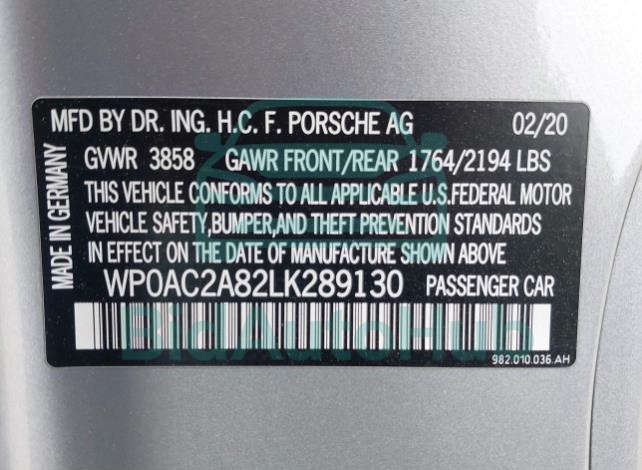 MFD BY DR. ING. H.C. F. PORSCHE AG 02/20
GVWR 3858 GAWR FRONT/REAR 1764/2194 LBS
THIS VEHICLE CONFORMS TO ALL APPLICABLE U.S.FEDERAL MOTOR
VEHICLE SAFETY,BUMPER,AND THEFT PREVENTION STANDARDS
IN EFFECT ON THE DATE OF MANUFACTURE SHOWN ABOVE
MADE IN GERMANY
WP0AC2A82LK289130 PASSENGER CAR
BidAutoHub
982.010.036.AH